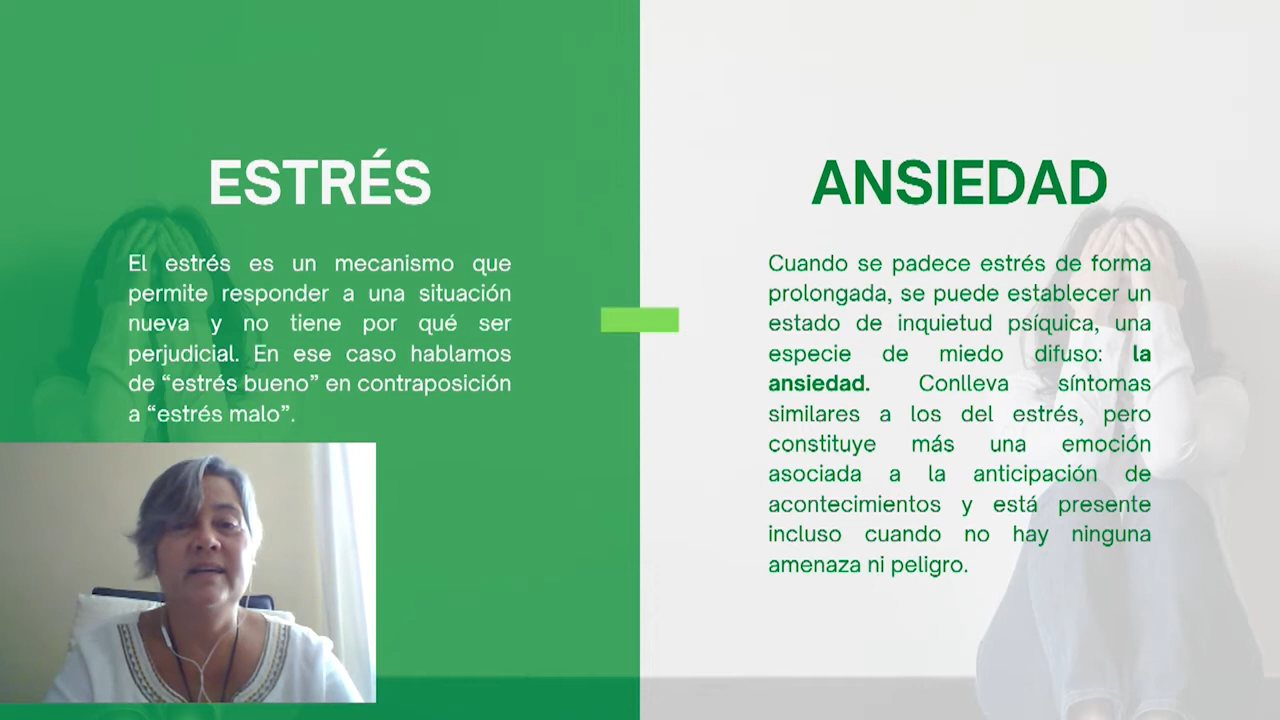 ESTRÉS
El estrés es un mecanismo que
permite responder a una situación
nueva y no tiene por qué ser
perjudicial. En ese caso hablamos
de “estrés bueno” en contraposición
a “estrés malo”.
ANSIEDAD
Cuando se padece estrés de forma
prolongada, se puede establecer un
estado de inquietud psíquica, una
especie de miedo difuso: la
ansiedad. Conlleva síntomas
similares a los del estrés, pero
constituye más una emoción
asociada a la anticipación de
acontecimientos y está presente
incluso cuando no hay ninguna
amenaza ni peligro.